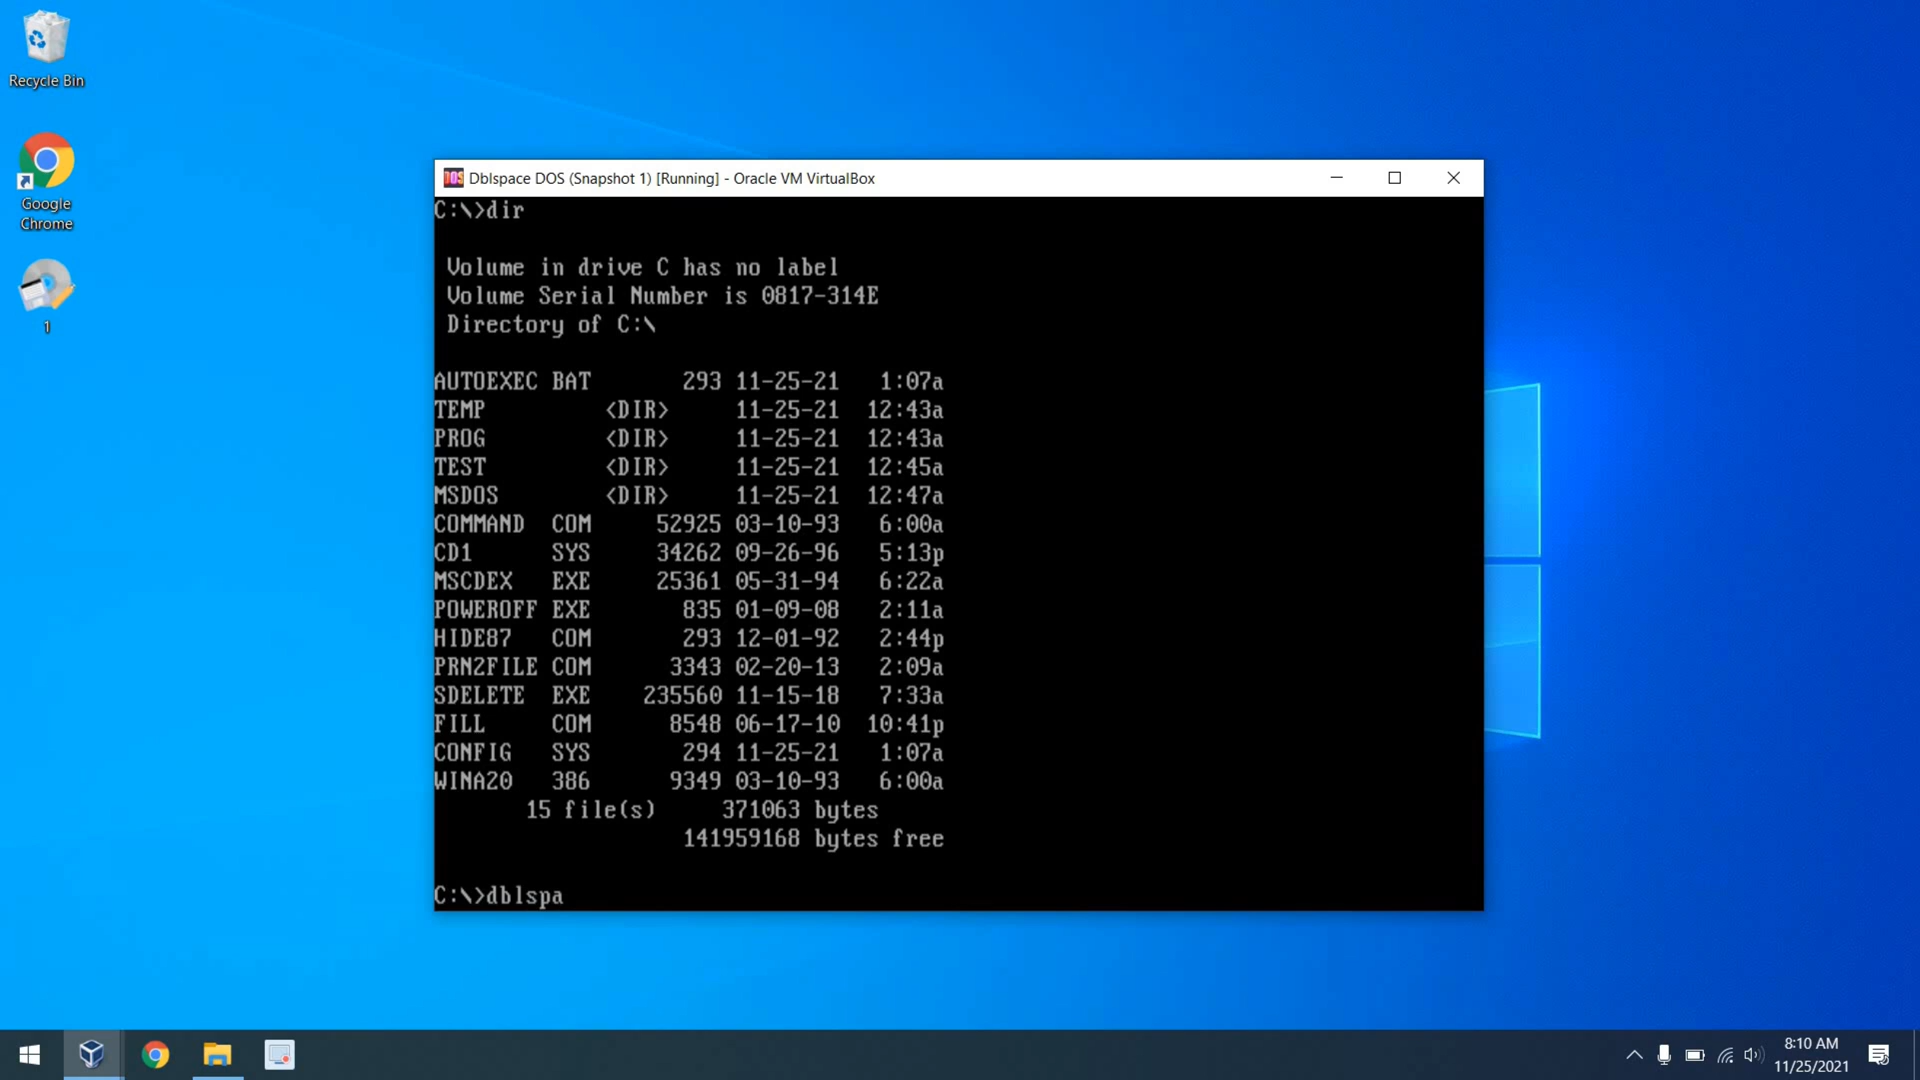 Recycle Bin
Google
Chrome
1
Dblspace DOS (Snapshot 1) [Running] - Oracle VM VirtualBox
C:\>dir
Volume in drive C has no label
Volume Serial Number is 0817-314E
Directory of C:\
AUTOEXEC BAT 293 11-25-21 1:07a
TEMP <DIR> 11-25-21 12:43a
PROG <DIR> 11-25-21 12:43a
TEST <DIR> 11-25-21 12:45a
MSDOS <DIR> 11-25-21 12:47a
COMMAND COM 52925 03-10-93 6:00a
CD1 SYS 34262 09-26-96 5:13p
MSCDEX EXE 25361 05-31-94 6:22a
POWEROFF EXE 835 01-09-08 2:11a
HIDE87 COM 293 12-01-92 2:44p
PRN2FILE COM 3343 02-20-13 2:09a
SDELETE EXE 235560 11-15-18 7:33a
FILL COM 8548 06-17-10 10:41p
CONFIG SYS 294 11-25-21 1:07a
WINA20 386 9349 03-10-93 6:00a
15 file(s) 371063 bytes
141959168 bytes free
C:\>dblspa
8:10 AM
11/25/2021